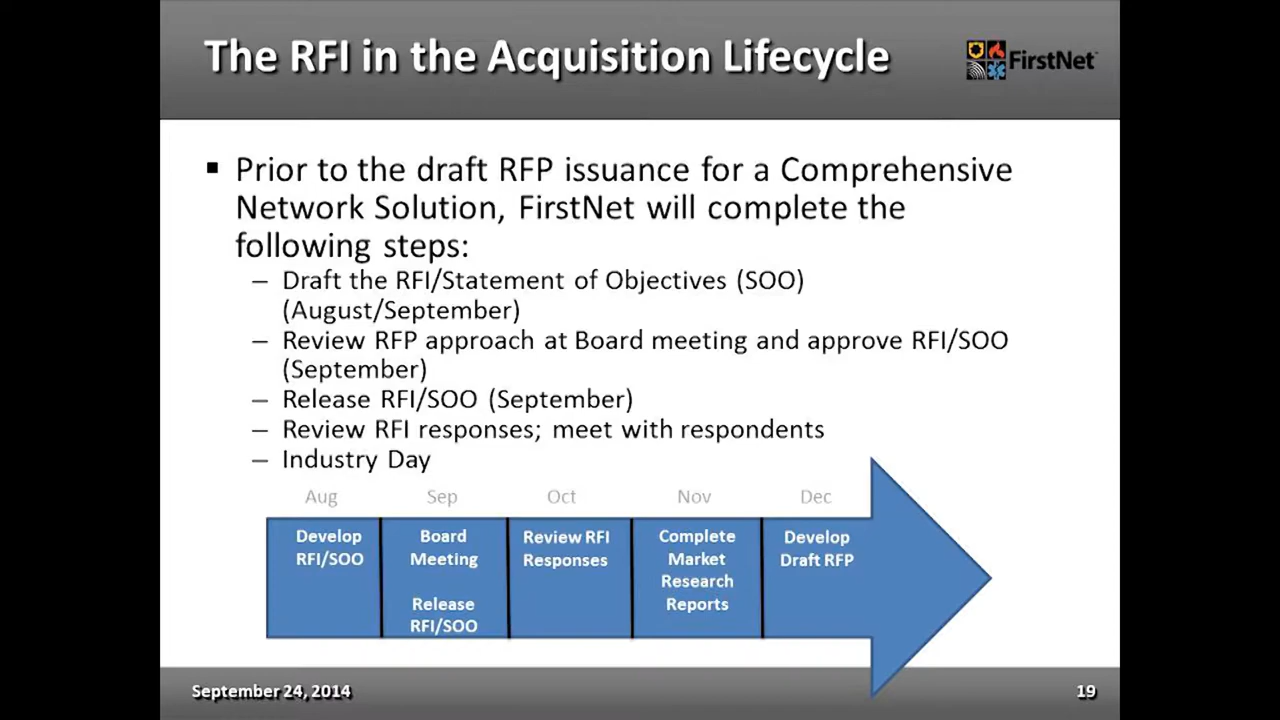 The RFI in the Acquisition Lifecycle
FirstNet™
▪ Prior to the draft RFP issuance for a Comprehensive
Network Solution, FirstNet will complete the
following steps:
– Draft the RFI/Statement of Objectives (SOO)
(August/September)
– Review RFP approach at Board meeting and approve RFI/SOO
(September)
– Release RFI/SOO (September)
– Review RFI responses; meet with respondents
– Industry Day
Aug Sep Oct Nov Dec
Develop
RFI/SOO
Board
Meeting
Release
RFI/SOO
Review RFI
Responses
Complete
Market
Research
Reports
Develop
Draft RFP
September 24, 2014
19